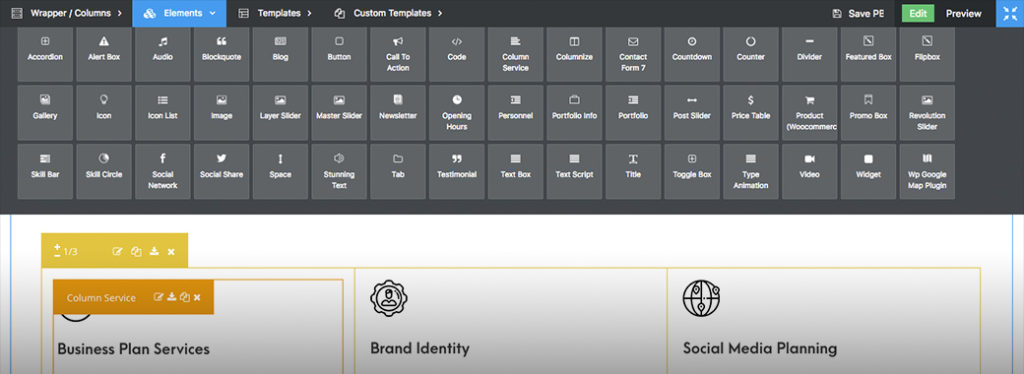 Wrapper / Columns
Elements
Templates
Custom Templates
Save PE
Edit
Preview
Accordion
Alert Box
Audio
Blockquote
Blog
Button
Call To
Action
Code
Column
Service
Columnize
Contact
Form 7
Countdown
Counter
Divider
Featured Box
Flipbox
Gallery
Icon
Icon List
Image
Layer Slider
Master Slider
Newsletter
Opening
Hours
Personnel
Portfolio Info
Portfolio
Post Slider
Price Table
Product
(Woocommerc
Promo Box
Revolution
Slider
Skill Bar
Skill Circle
Social
Network
Social Share
Space
Stunning
Text
Tab
Testimonial
Text Box
Text Script
Title
Toggle Box
Type
Animation
Video
Widget
Wp Google
Map Plugin
1/3
Column Service
Business Plan Services
Brand Identity
Social Media Planning